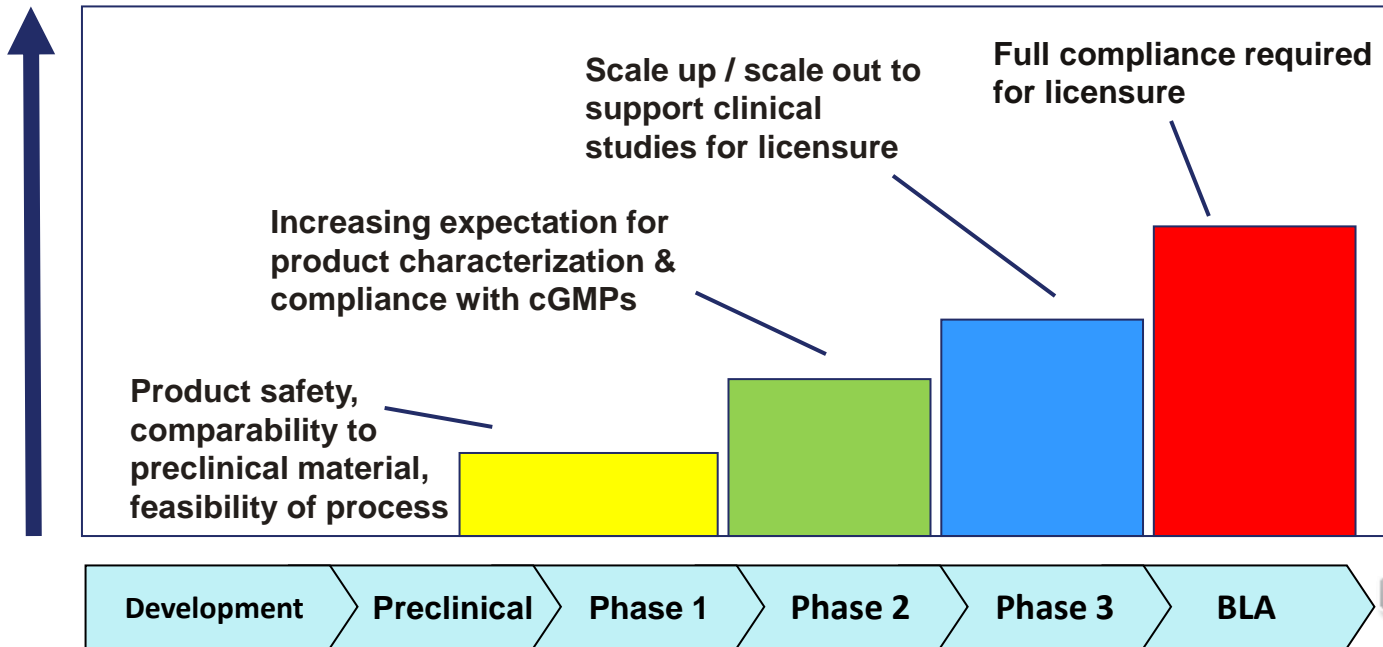 Full compliance required
for licensure
Scale up / scale out to
support clinical
studies for licensure
Increasing expectation for
product characterization &
compliance with cGMPs
Product safety,
comparability to
preclinical material,
feasibility of process
Development
Preclinical
Phase 1
Phase 2
Phase 3
BLA